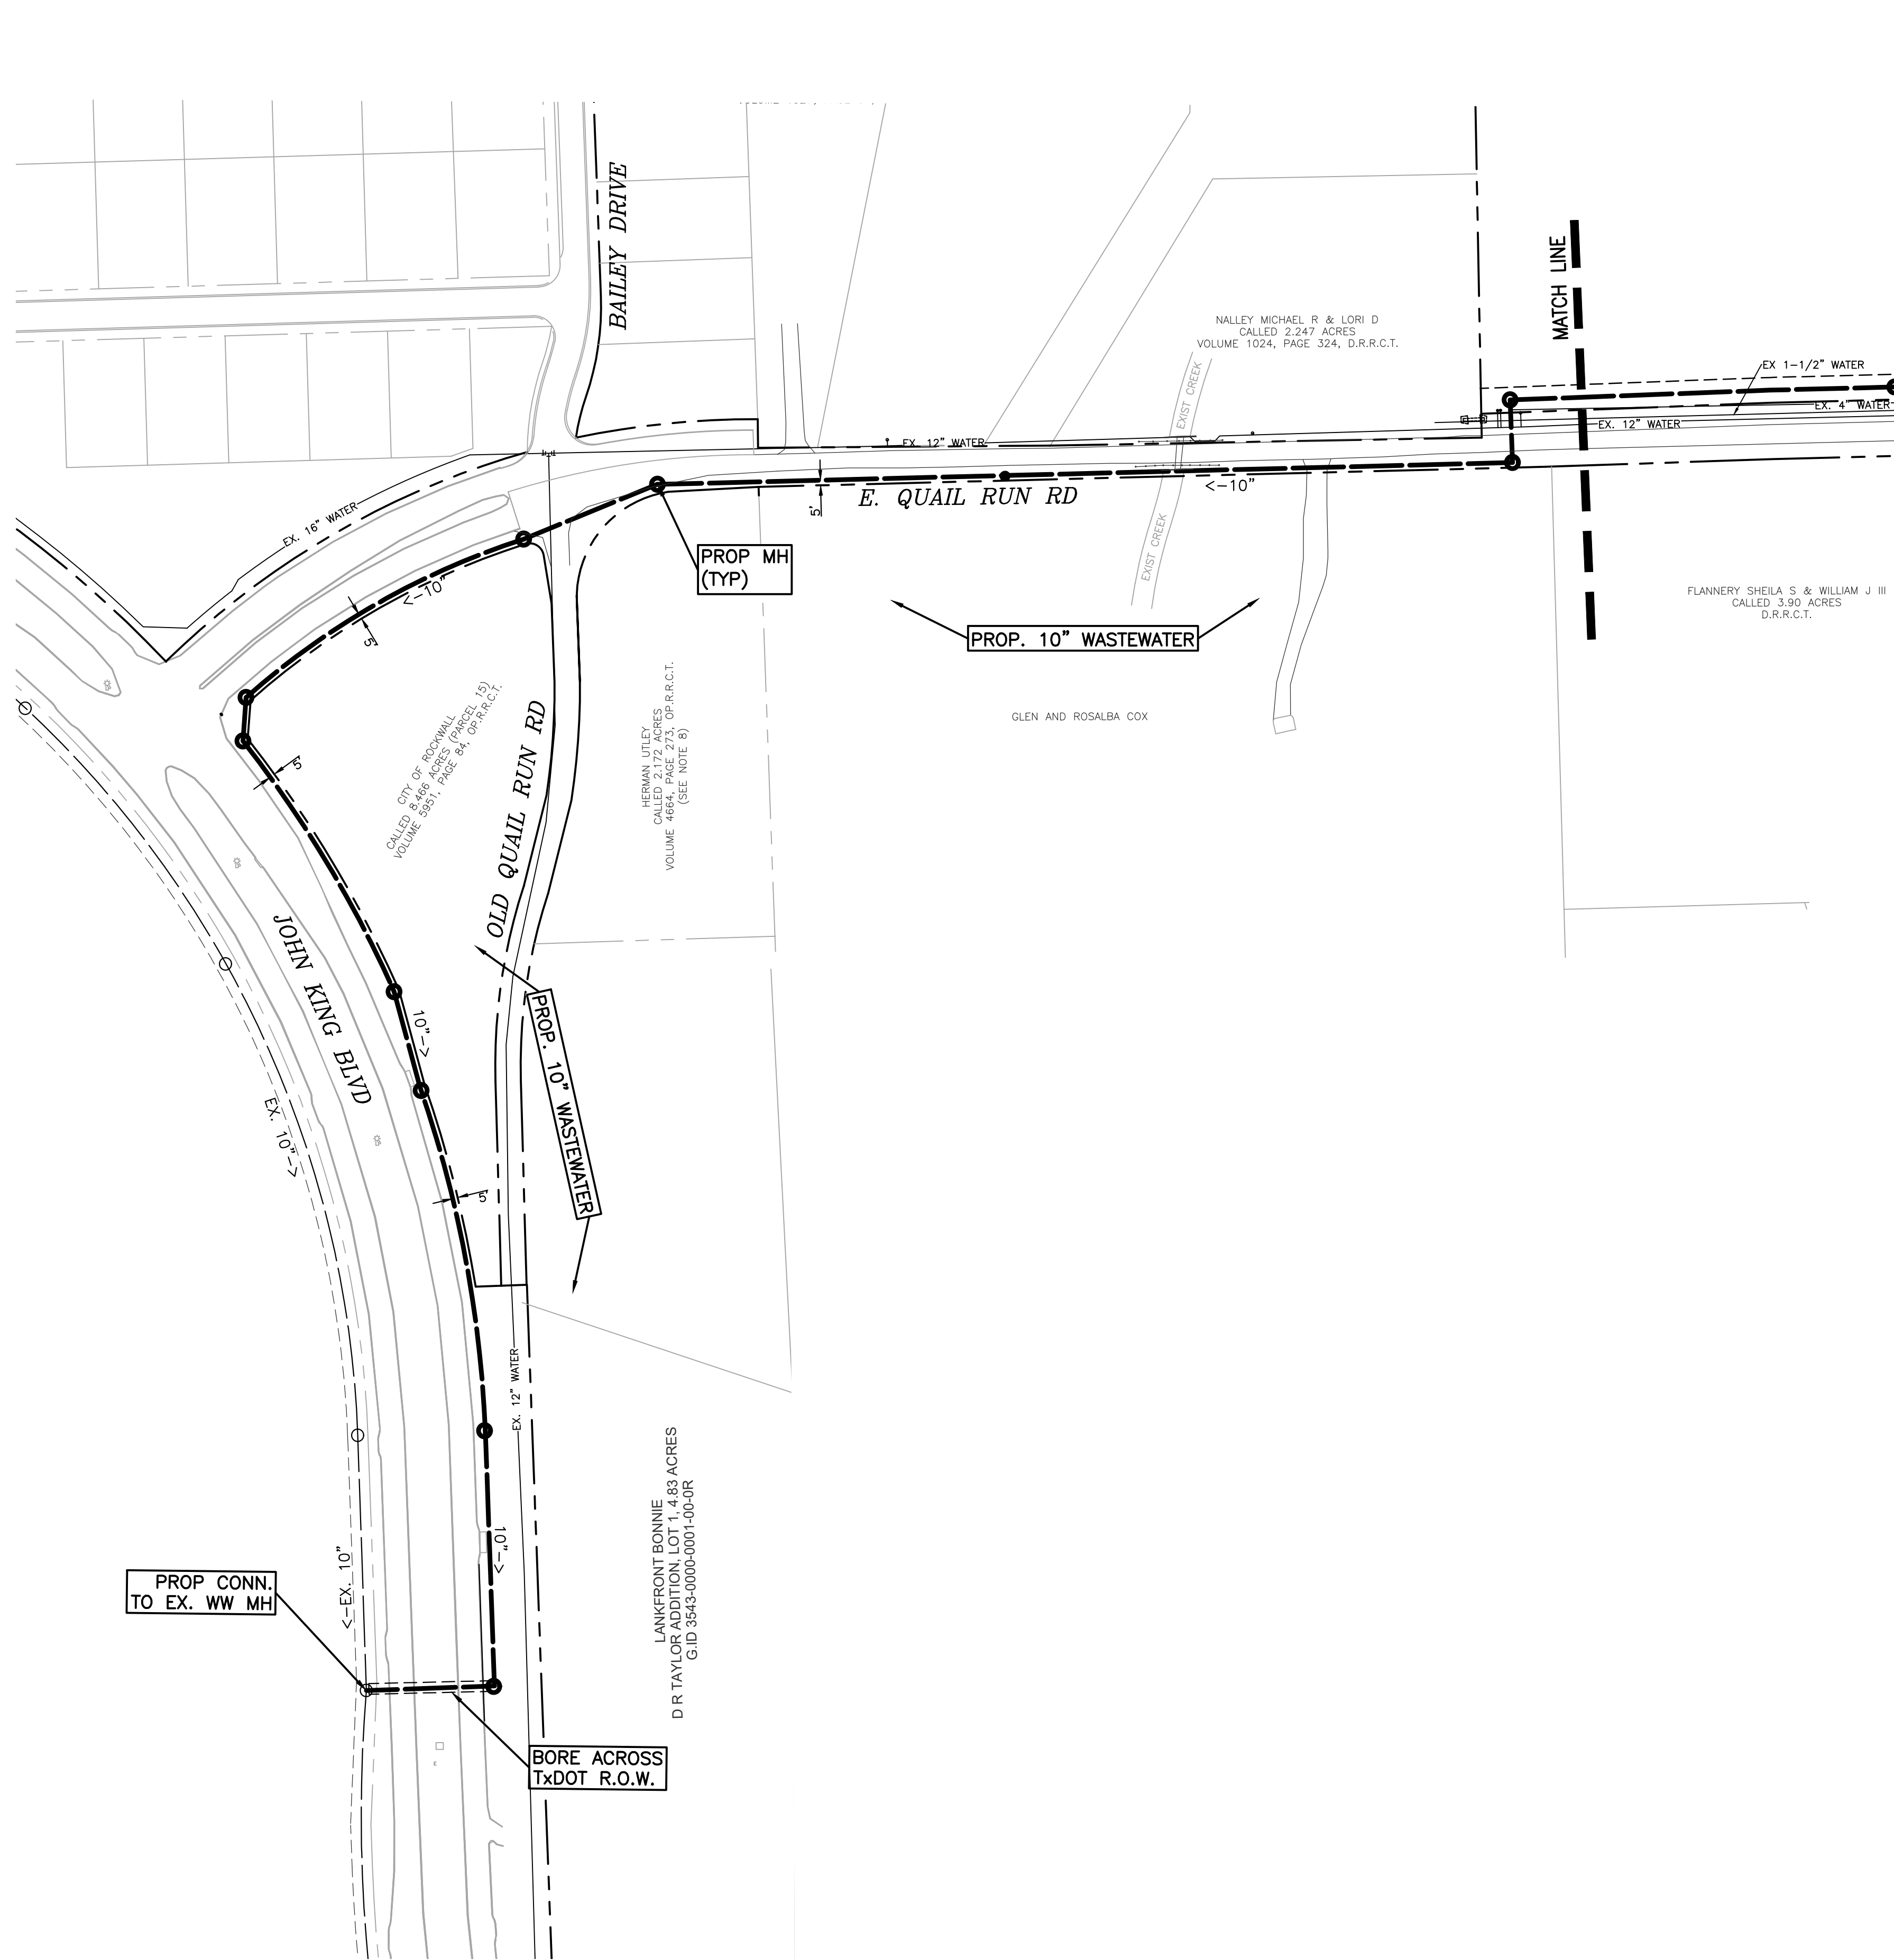 BAILEY DRIVE
MATCH LINE
NALLEY MICHAEL R & LORI D
CALLED 2.247 ACRES
VOLUME 1024, PAGE 324, D.R.R.C.T.
EXIST CREEK
EX 1-1/2" WATER
EX. 4" WATER
EX. 12" WATER
EX. 12" WATER
EX. 16" WATER
<-10"
E. QUAIL RUN RD
5'
EXIST CREEK
PROP MH
(TYP)
<-10"
5'
PROP. 10" WASTEWATER
FLANNERY SHEILA S & WILLIAM J III
CALLED 3.90 ACRES
D.R.R.C.T.
GLEN AND ROSALBA COX
CITY OF ROCKWALL
CALLED 8.466 ACRES (PARCEL 15)
VOLUME 5951, PAGE 84, OP.R.R.C.T.
HERMAN UTLEY
CALLED 2.172 ACRES
VOLUME 4664, PAGE 273, OP.R.R.C.T.
(SEE NOTE 8)
5'
OLD QUAIL RUN RD
JOHN KING BLVD
10"->
EX. 10"->
PROP. 10" WASTEWATER
5'
EX. 12" WATER
LANKFRONT BONNIE
D R TAYLOR ADDITION, LOT 1, 4.83 ACRES
G.ID 3543-0000-0001-00-0R
10"->
<-EX. 10"
PROP CONN.
TO EX. WW MH
BORE ACROSS
TxDOT R.O.W.